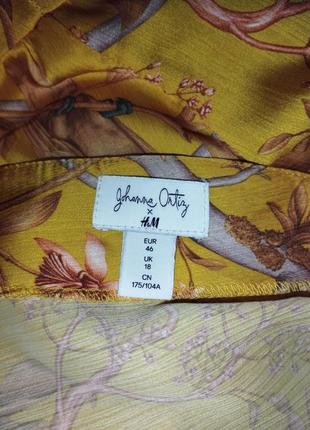 Johanna Ortiz
x
H&M
EUR
46
UK
18
CN
175/104A